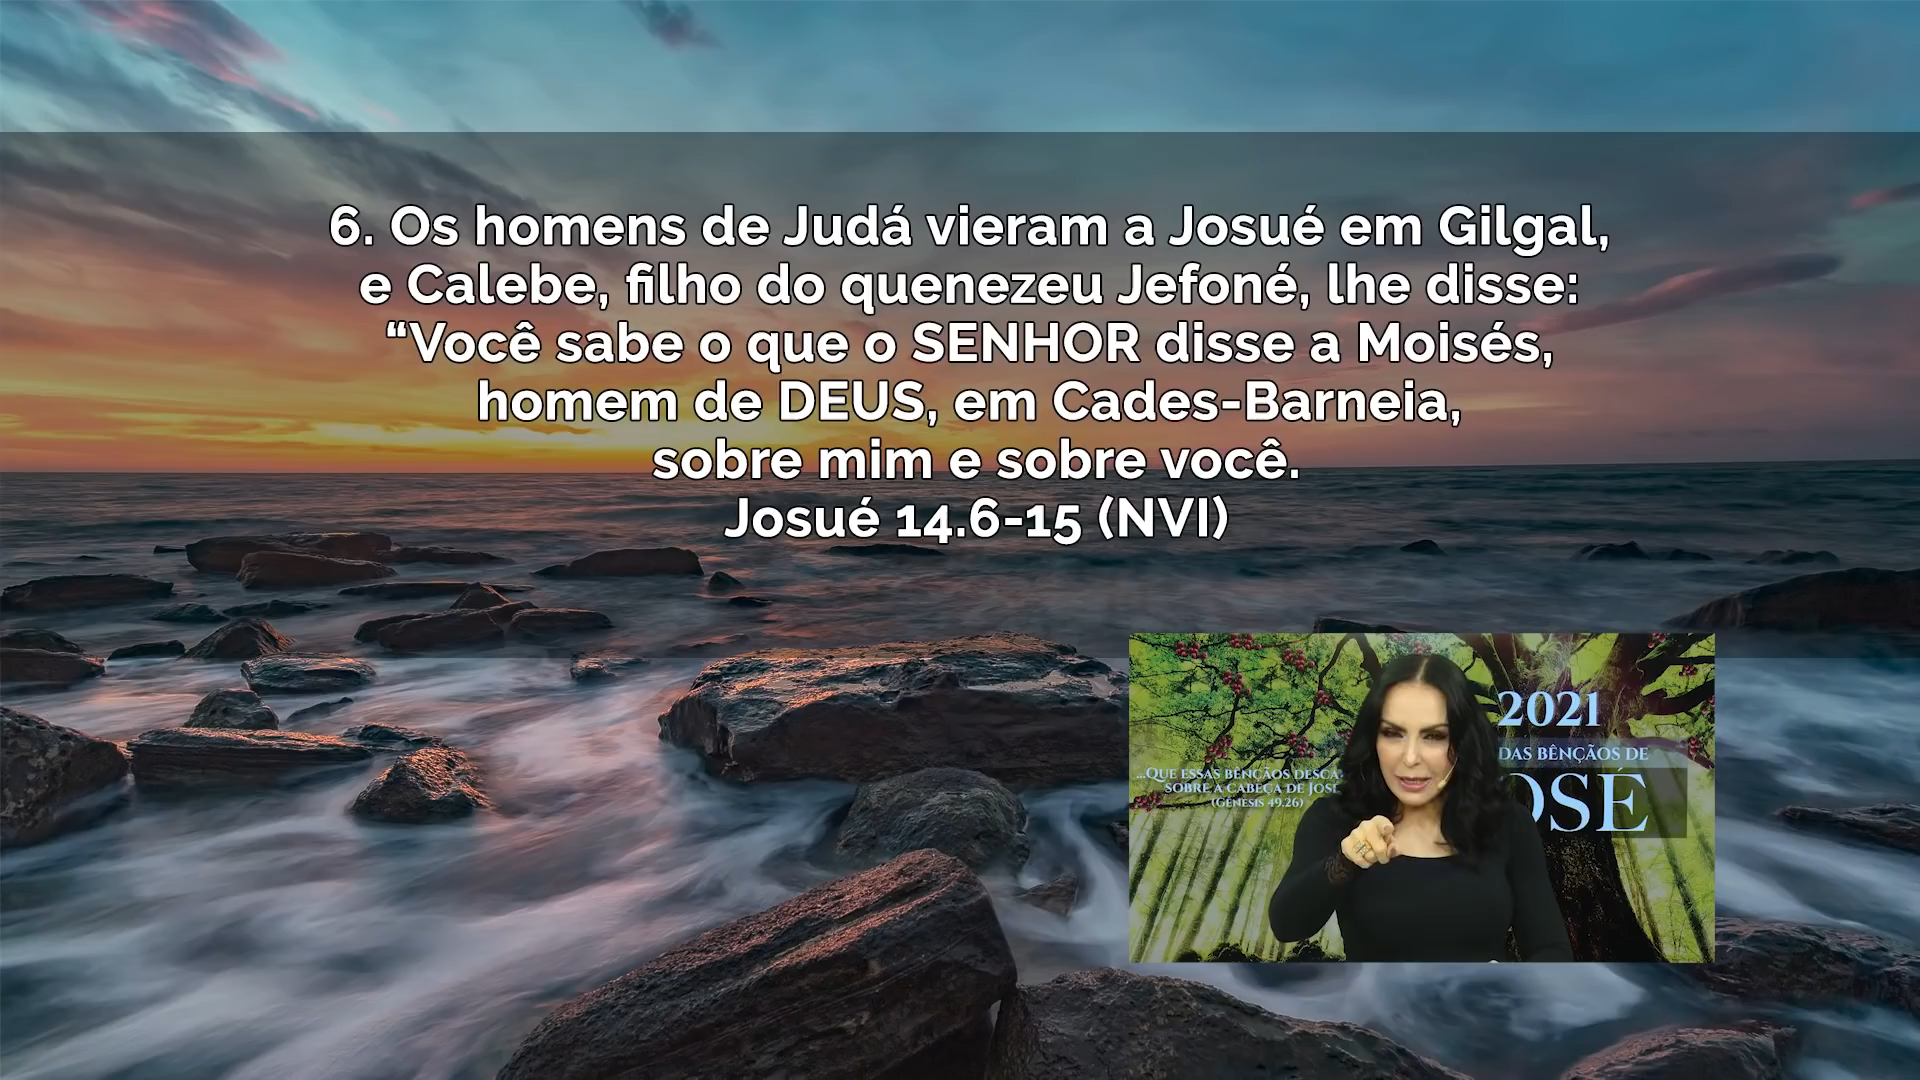 6. Os homens de Judá vieram a Josué em Gilgal,
e Calebe, filho do quenezeu Jefoné, lhe disse:
“Você sabe o que o SENHOR disse a Moisés,
homem de DEUS, em Cades-Barneia,
sobre mim e sobre você.
Josué 14.6-15 (NVI)
2021
DAS BÊNÇÃOS DE
OSÉ
...QUE ESSAS BÊNÇÃOS DESCA
SOBRE A CABEÇA DE JOSÉ
(GÊNESIS 49.26)